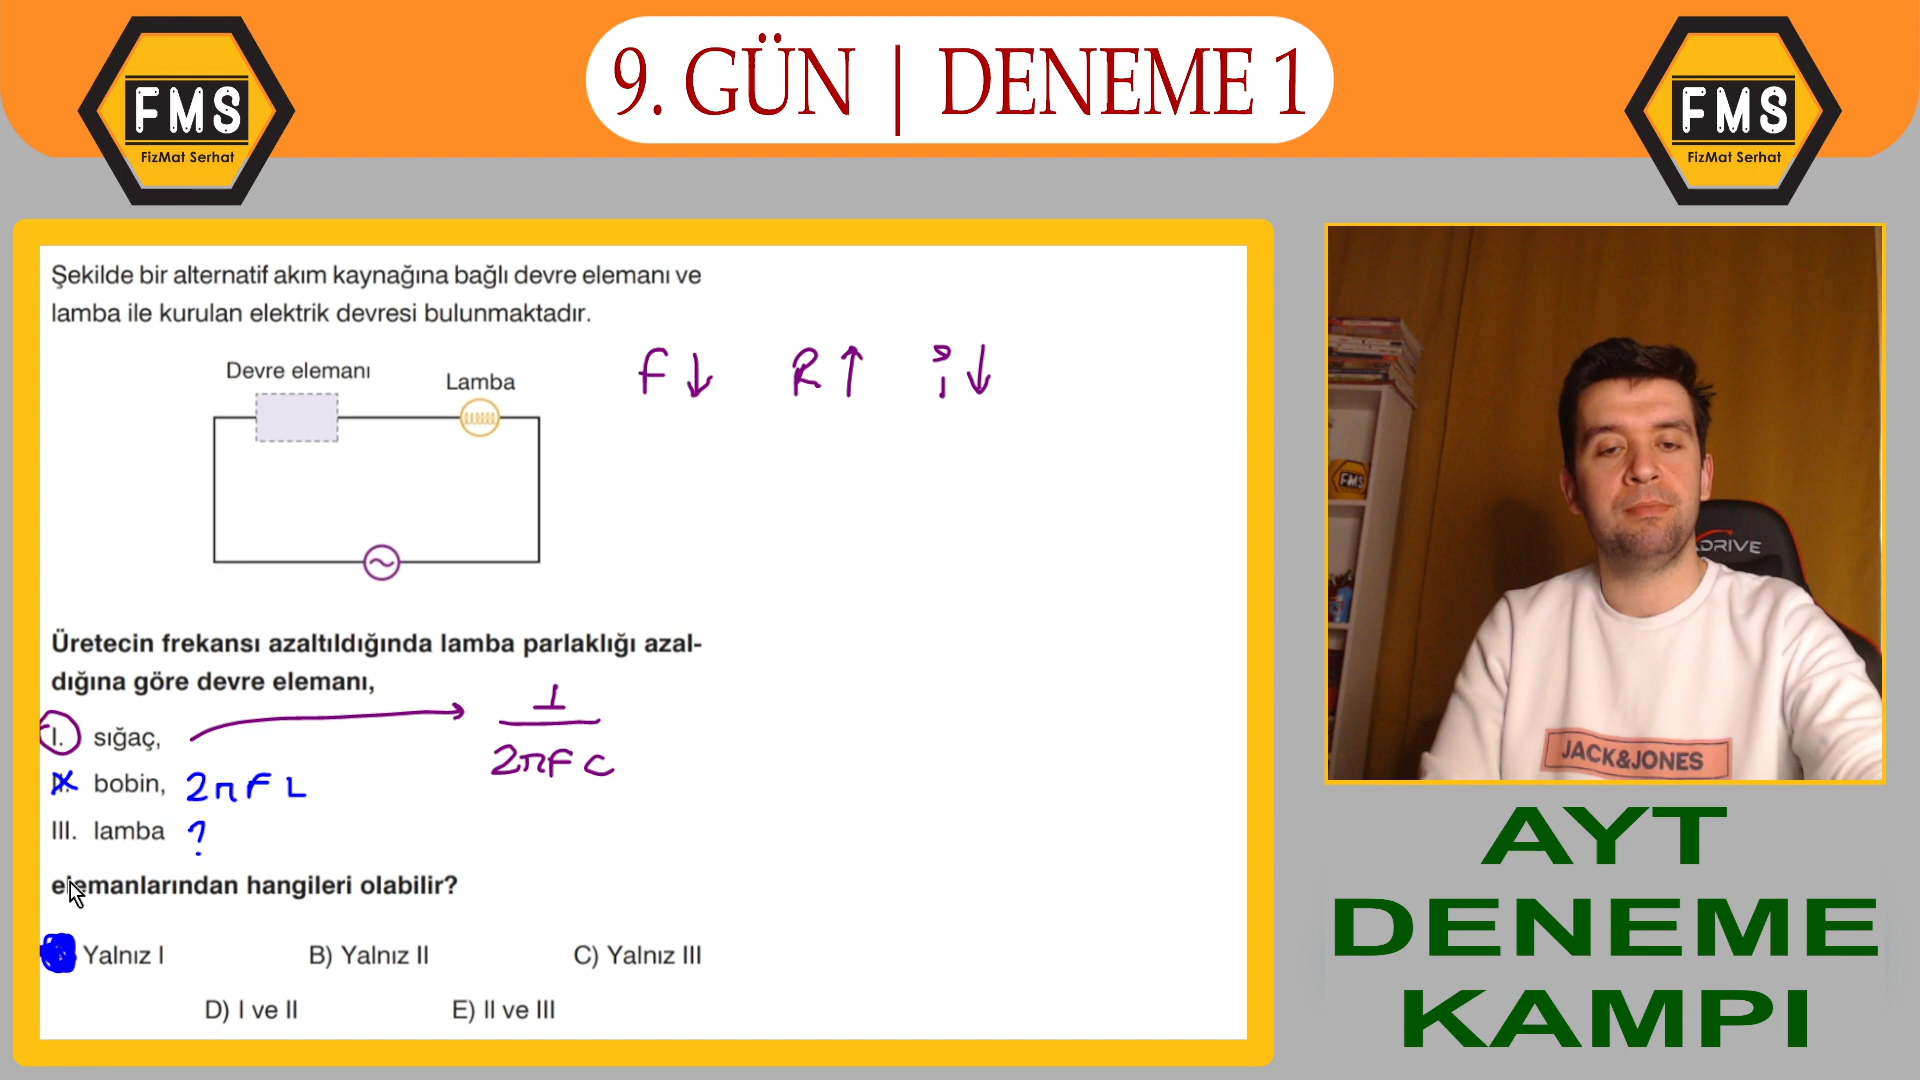 FMS
FizMat Serhat
9. GÜN | DENEME 1
FMS
FizMat Serhat
Şekilde bir alternatif akım kaynağına bağlı devre elemanı ve
lamba ile kurulan elektrik devresi bulunmaktadır.
Devre elemanı
Lamba
F↓ R↑ i↓
Üretecin frekansı azaltıldığında lamba parlaklığı azal-
dığına göre devre elemanı,
I. sığaç,
1
2πFC
bobin, 2πFL
III. lamba ?
elemanlarından hangileri olabilir?
Yalnız I B) Yalnız II C) Yalnız III
D) I ve II E) II ve III
FMS
DRIVE
JACK&JONES
AYT
DENEME
KAMPI